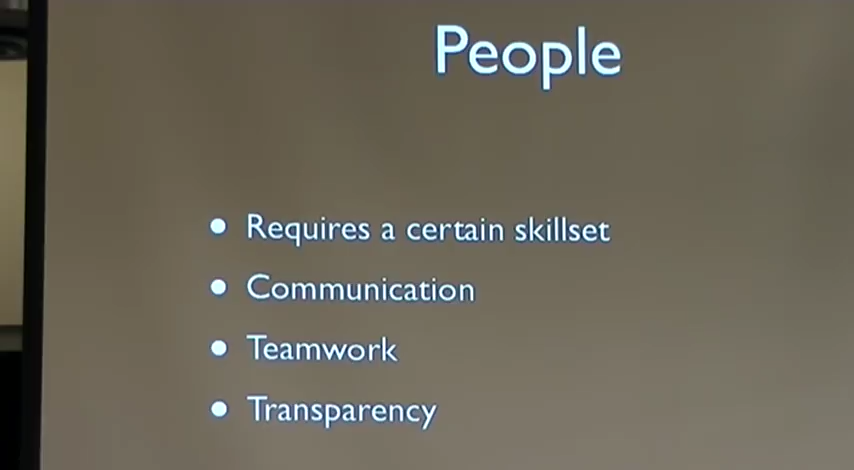 People
Requires a certain skillset
Communication
Teamwork
Transparency